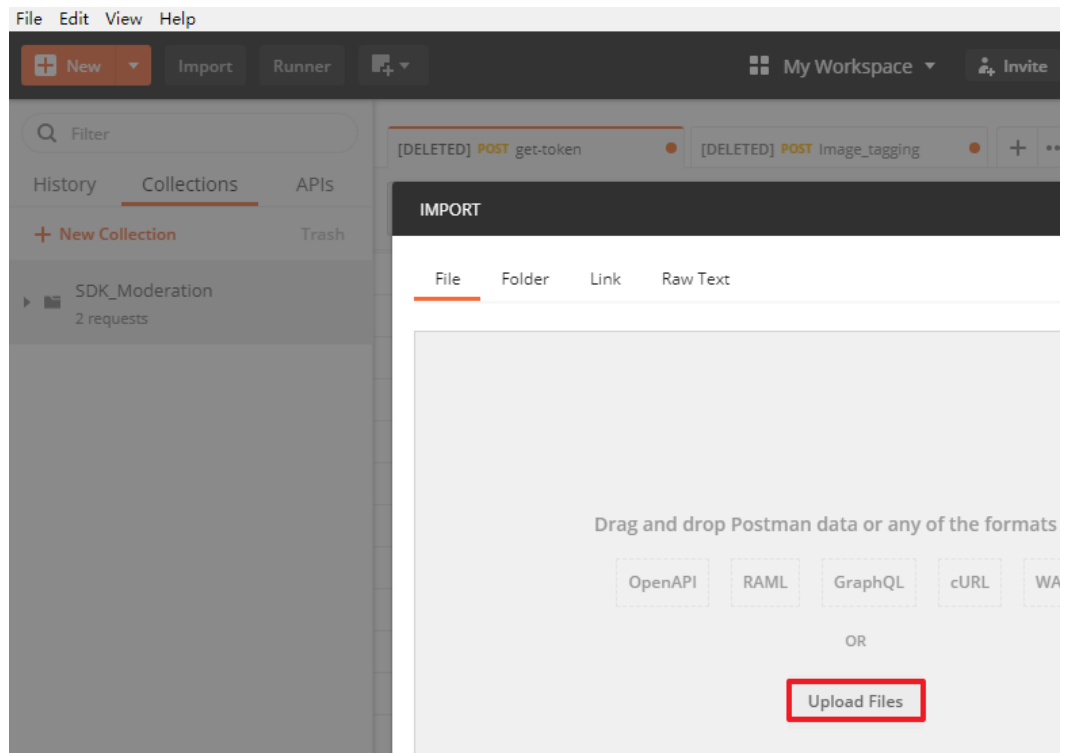 File Edit View Help
New Import Runner My Workspace Invite
Filter
[DELETED] POST get-token [DELETED] POST Image_tagging
History Collections APIs
IMPORT
+ New Collection Trash
File Folder Link Raw Text
SDK_Moderation
2 requests
Drag and drop Postman data or any of the formats
OpenAPI RAML GraphQL cURL WA
OR
Upload Files